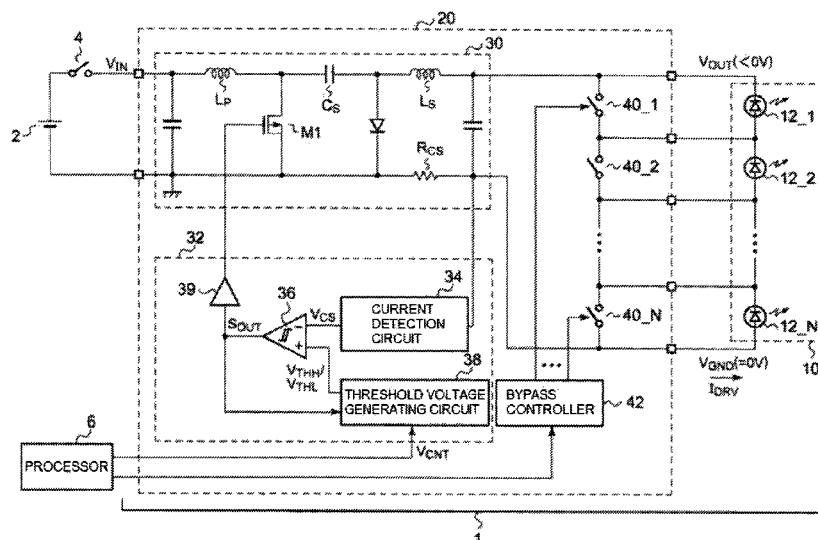 20
30
4
V_IN
L_P
C_S
L_S
V_OUT(<0V)
2
M1
R_CS
40_1
40_2
12_1
12_2
32
39
36
34
V_CS
S_OUT
CURRENT
DETECTION
CIRCUIT
40_N
12_N
10
V_THH/
V_THL
38
THRESHOLD VOLTAGE
GENERATING CIRCUIT
BYPASS
CONTROLLER
42
V_GND(=0V)
I_DRV
6
PROCESSOR
V_CNT
1